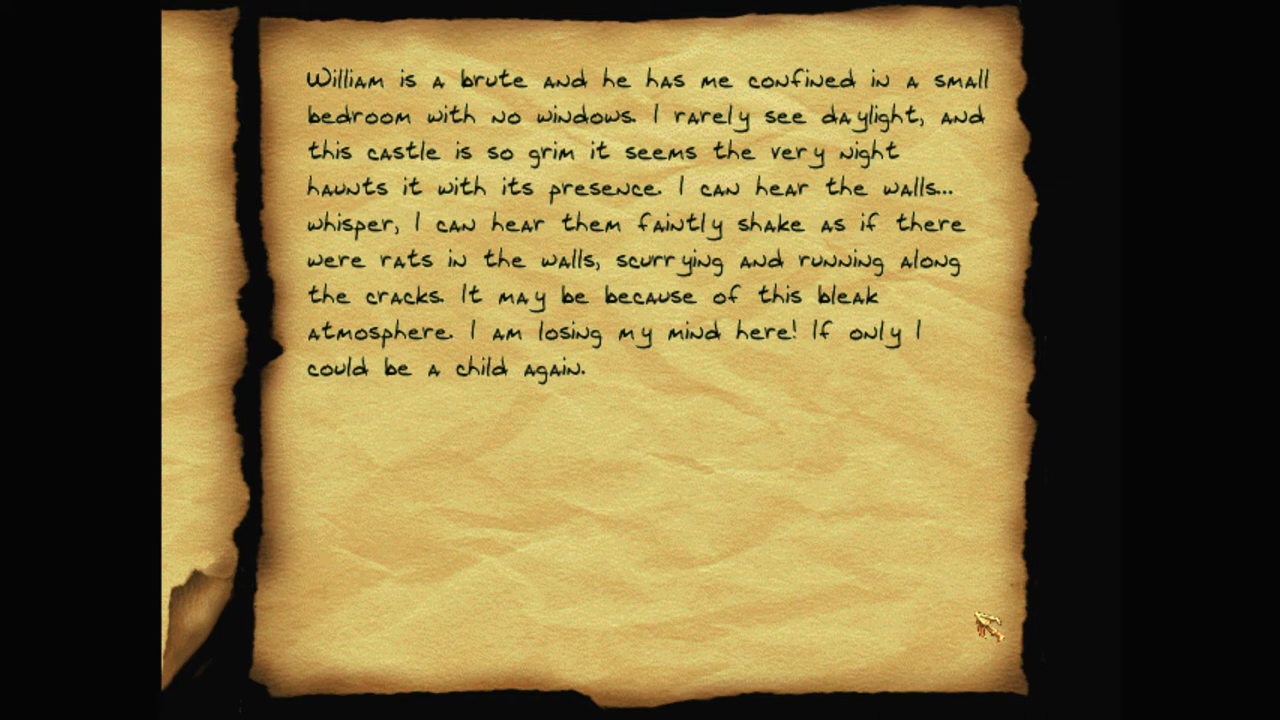 William is a brute and he has me confined in a small
bedroom with no windows. I rarely see daylight, and
this castle is so grim it seems the very night
haunts it with its presence. I can hear the walls...
whisper, I can hear them faintly shake as if there
were rats in the walls, scurrying and running along
the cracks. It may be because of this bleak
atmosphere. I am losing my mind here! If only I
could be a child again.